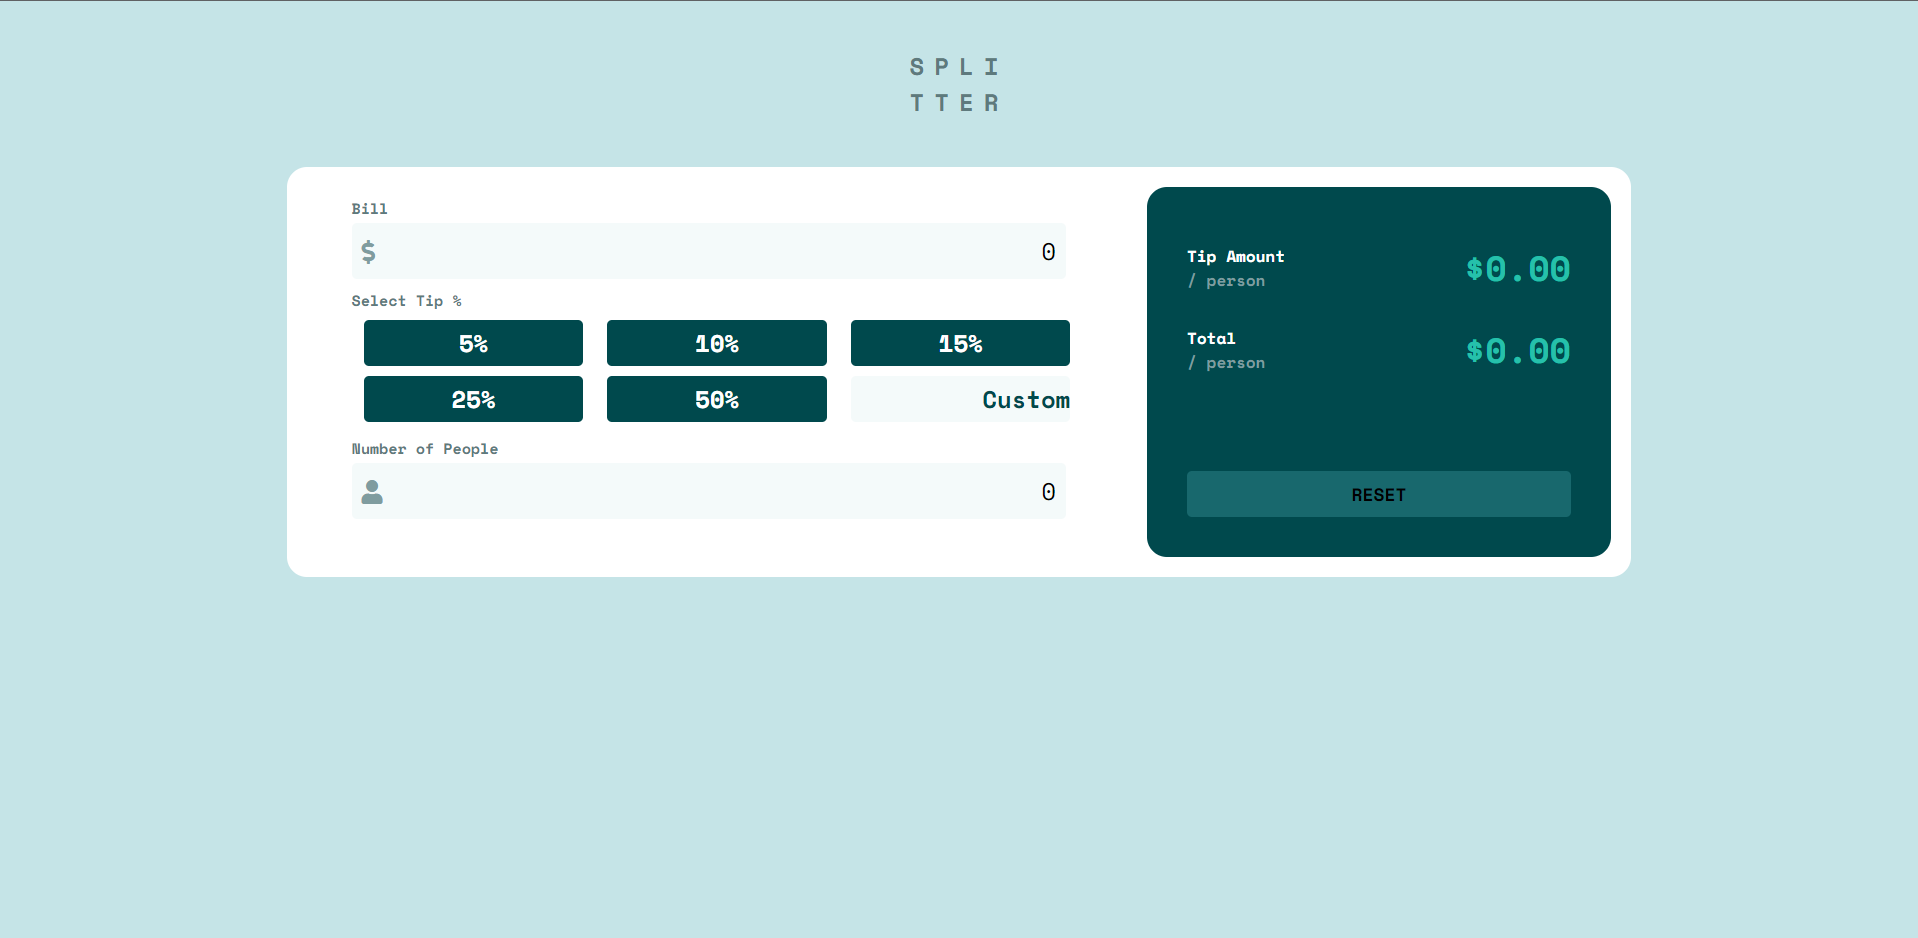 S P L I
T T E R
Bill
$ 0
Select Tip %
5% 10% 15%
25% 50% Custom
Number of People
0
Tip Amount
/ person
$0.00
Total
/ person
$0.00
RESET